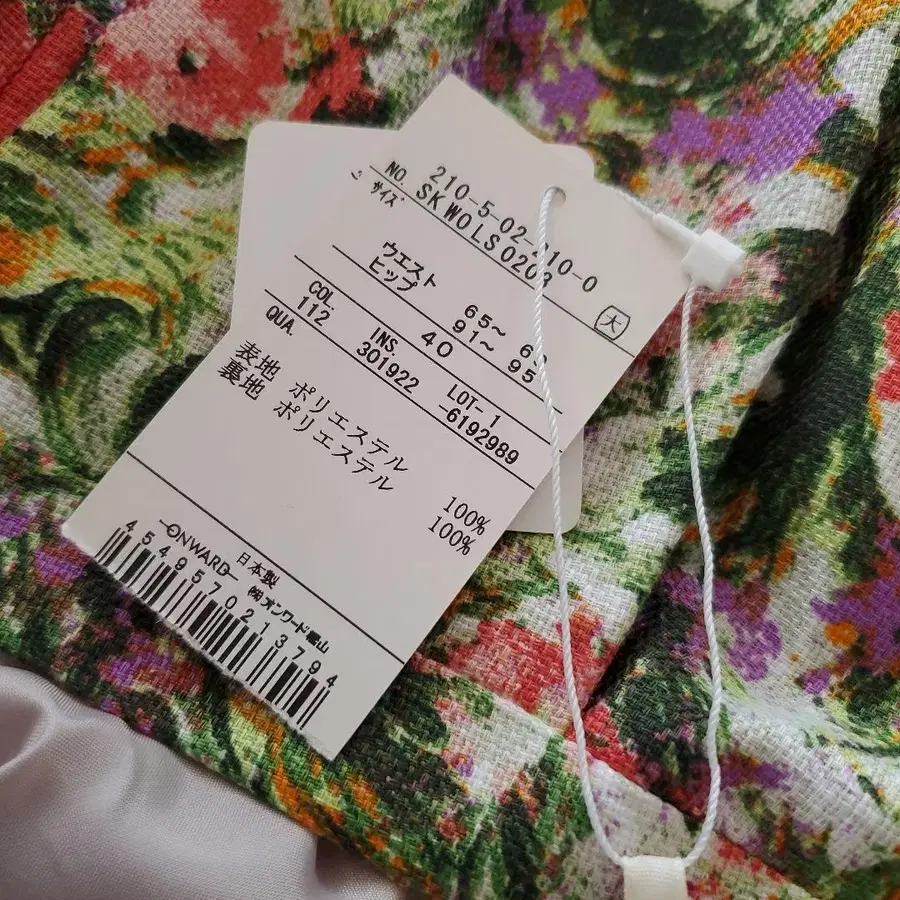 210-5-02-210-0
NO. SKWOLS0203
サイズ 大
ウエスト 65~ 69
ヒップ 91~ 95
40
COL. INS. LOT-1
112 301922 -6192989
QUA.
表地 ポリエステル 100%
裏地 ポリエステル 100%
ONWARD 日本製
㈱オンワード樫山
4549570213794